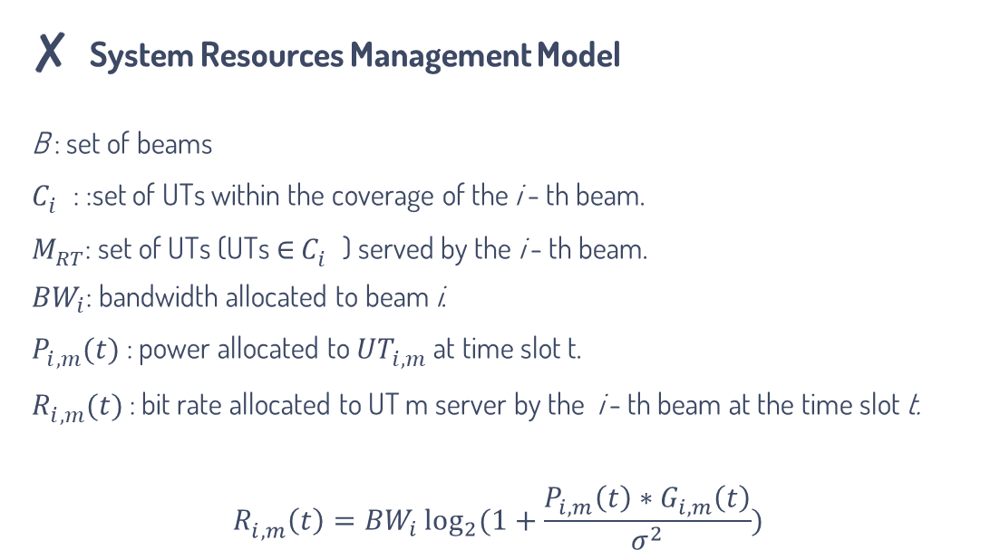 ✗ System Resources Management Model
B: set of beams
C_i : :set of UTs within the coverage of the i- th beam.
M_{RT}: set of UTs (UTs ∈ C_i ) served by the i- th beam.
BW_i: bandwidth allocated to beam i.
P_{i,m}(t) : power allocated to UT_{i,m} at time slot t.
R_{i,m}(t) : bit rate allocated to UT m server by the i- th beam at the time slot t.
R_{i,m}(t) = BW_i log_2(1 + \frac{P_{i,m}(t) * G_{i,m}(t)}{σ^2})